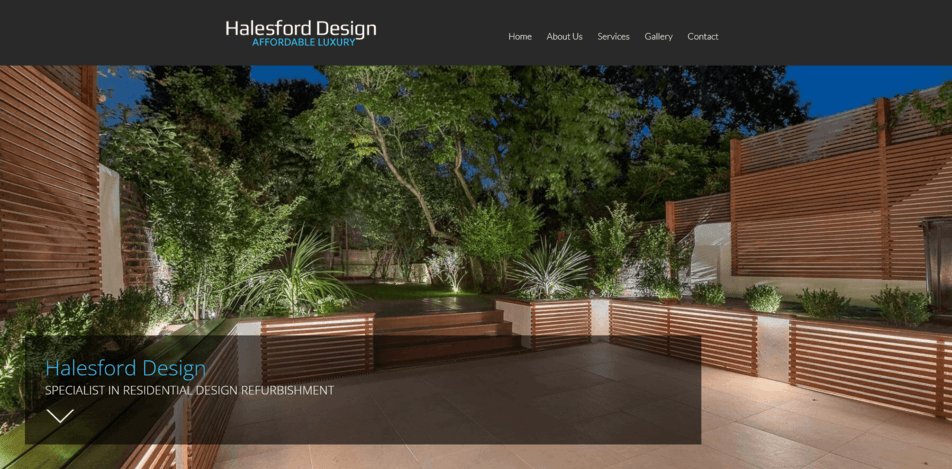 Halesford Design
AFFORDABLE LUXURY
Home About Us Services Gallery Contact
Halesford Design
SPECIALIST IN RESIDENTIAL DESIGN REFURBISHMENT